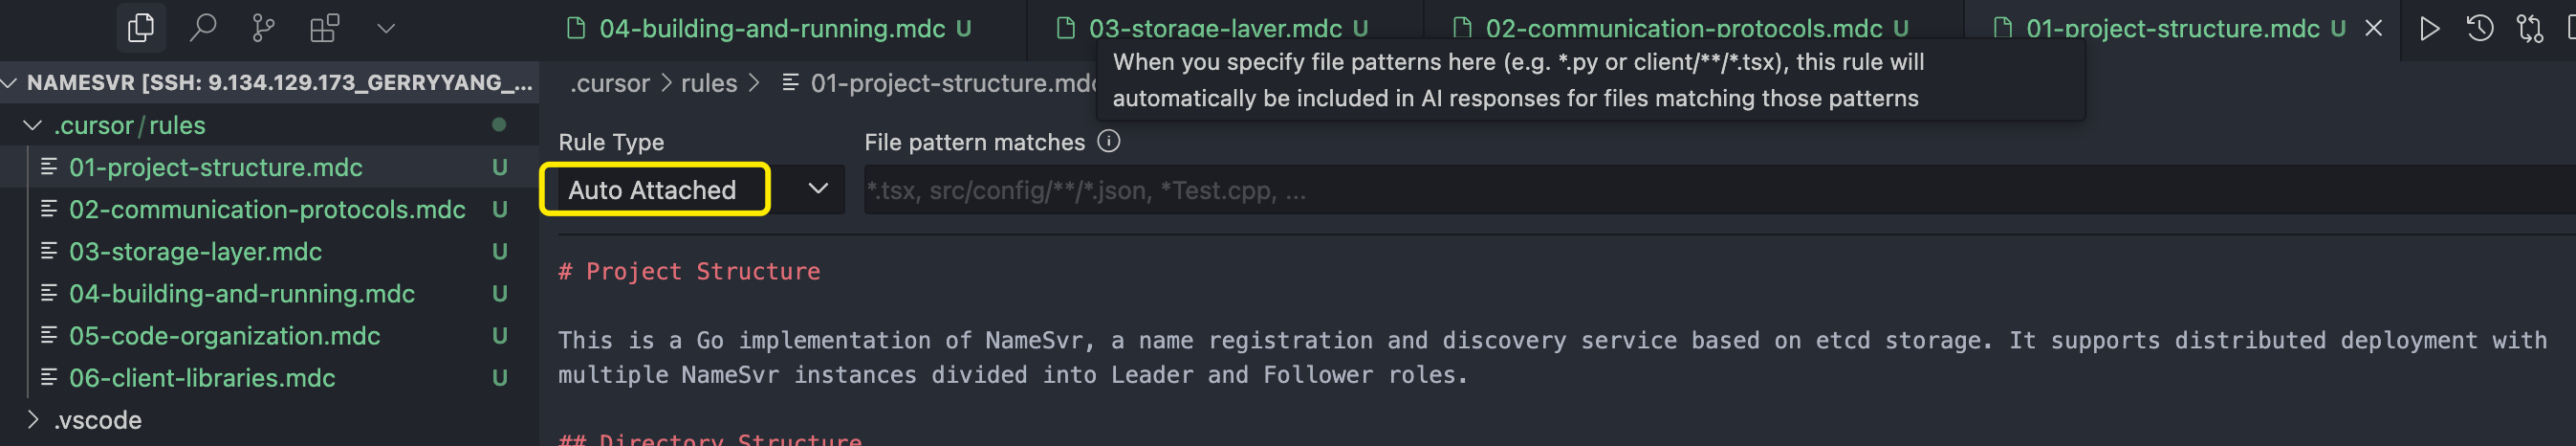 04-building-and-running.mdc U
03-storage-layer.mdc U
02-communication-protocols.mdc U
01-project-structure.mdc U
NAMESVR [SSH: 9.134.129.173_GERRYYANG_...
.cursor/rules
01-project-structure.mdc U
02-communication-protocols.mdc U
03-storage-layer.mdc U
04-building-and-running.mdc U
05-code-organization.mdc U
06-client-libraries.mdc U
.vscode
.cursor > rules > 01-project-structure.mdc
When you specify file patterns here (e.g. *.py or client/**/*.tsx), this rule will
automatically be included in AI responses for files matching those patterns
Rule Type
File pattern matches
Auto Attached
*.tsx, src/config/**/*.json, *Test.cpp, ...
# Project Structure
This is a Go implementation of NameSvr, a name registration and discovery service based on etcd storage. It supports distributed deployment with
multiple NameSvr instances divided into Leader and Follower roles.
## Directory Structure